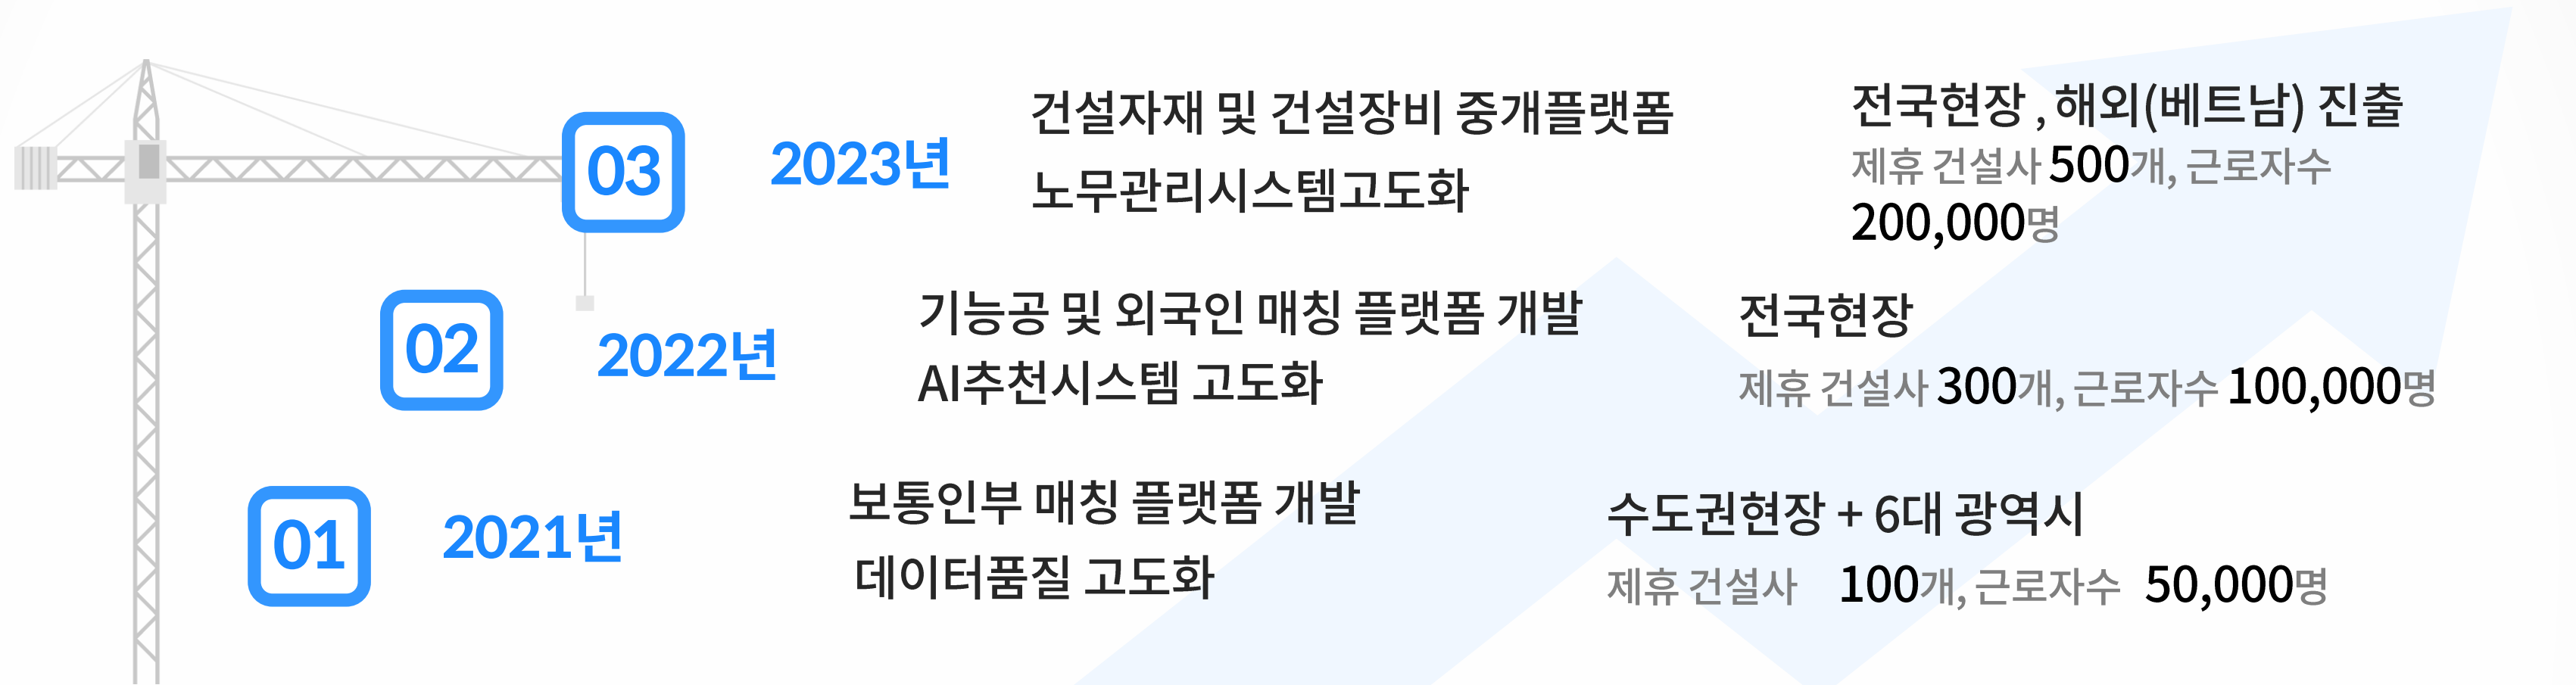 03
2023년
건설자재 및 건설장비 중개플랫폼
노무관리시스템고도화
전국현장 , 해외(베트남) 진출
제휴 건설사 500개, 근로자수
200,000명
02
2022년
기능공 및 외국인 매칭 플랫폼 개발
AI추천시스템 고도화
전국현장
제휴 건설사 300개, 근로자수 100,000명
01
2021년
보통인부 매칭 플랫폼 개발
데이터품질 고도화
수도권현장 + 6대 광역시
제휴 건설사 100개, 근로자수 50,000명